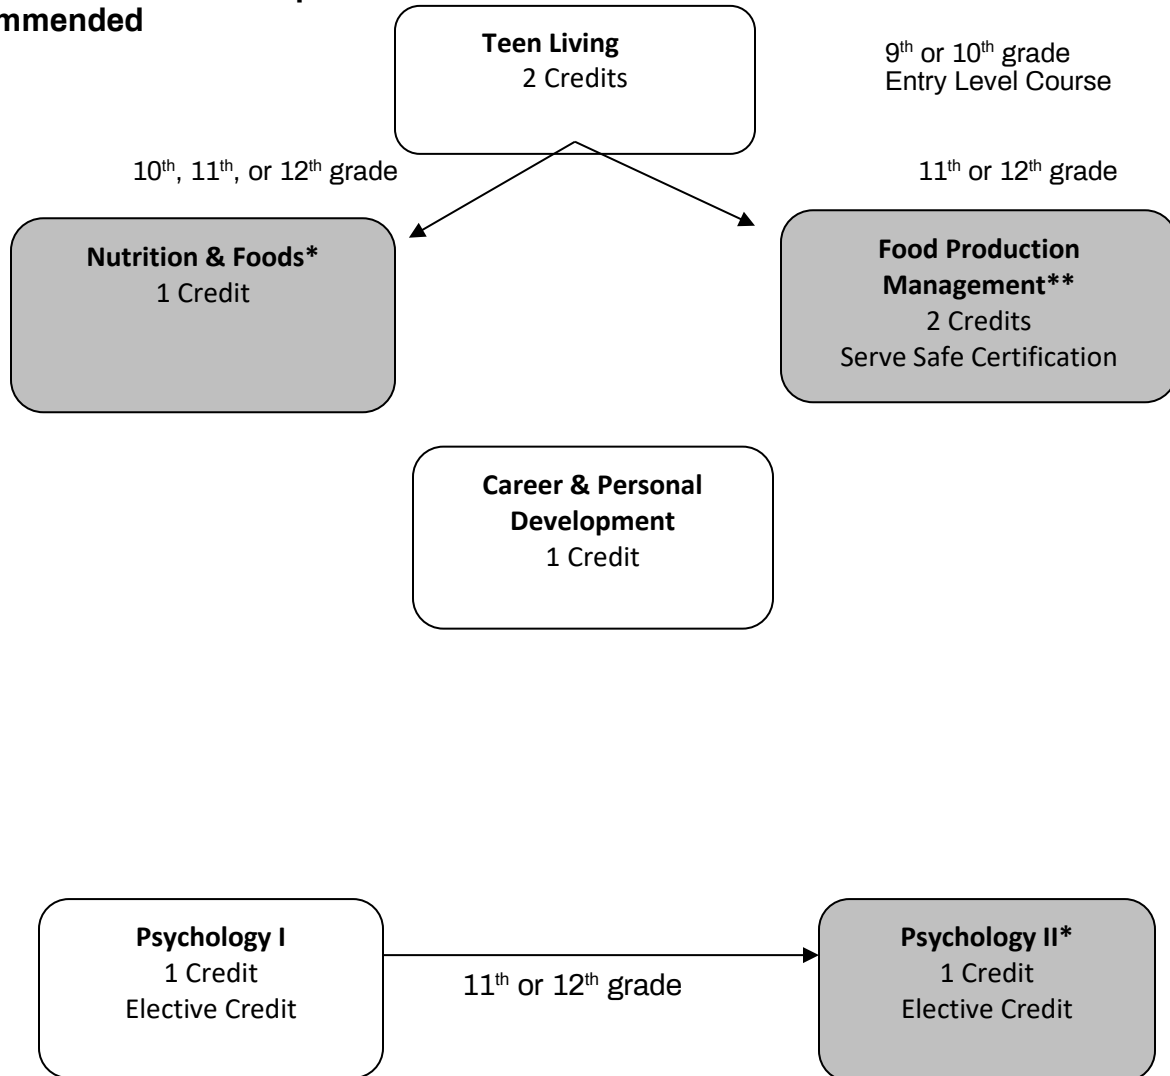 mmended
Teen Living
2 Credits
9th or 10th grade
Entry Level Course
10th, 11th, or 12th grade
11th or 12th grade
Nutrition & Foods*
1 Credit
Food Production
Management**
2 Credits
Serve Safe Certification
Career & Personal
Development
1 Credit
Psychology I
1 Credit
Elective Credit
11th or 12th grade
Psychology II*
1 Credit
Elective Credit